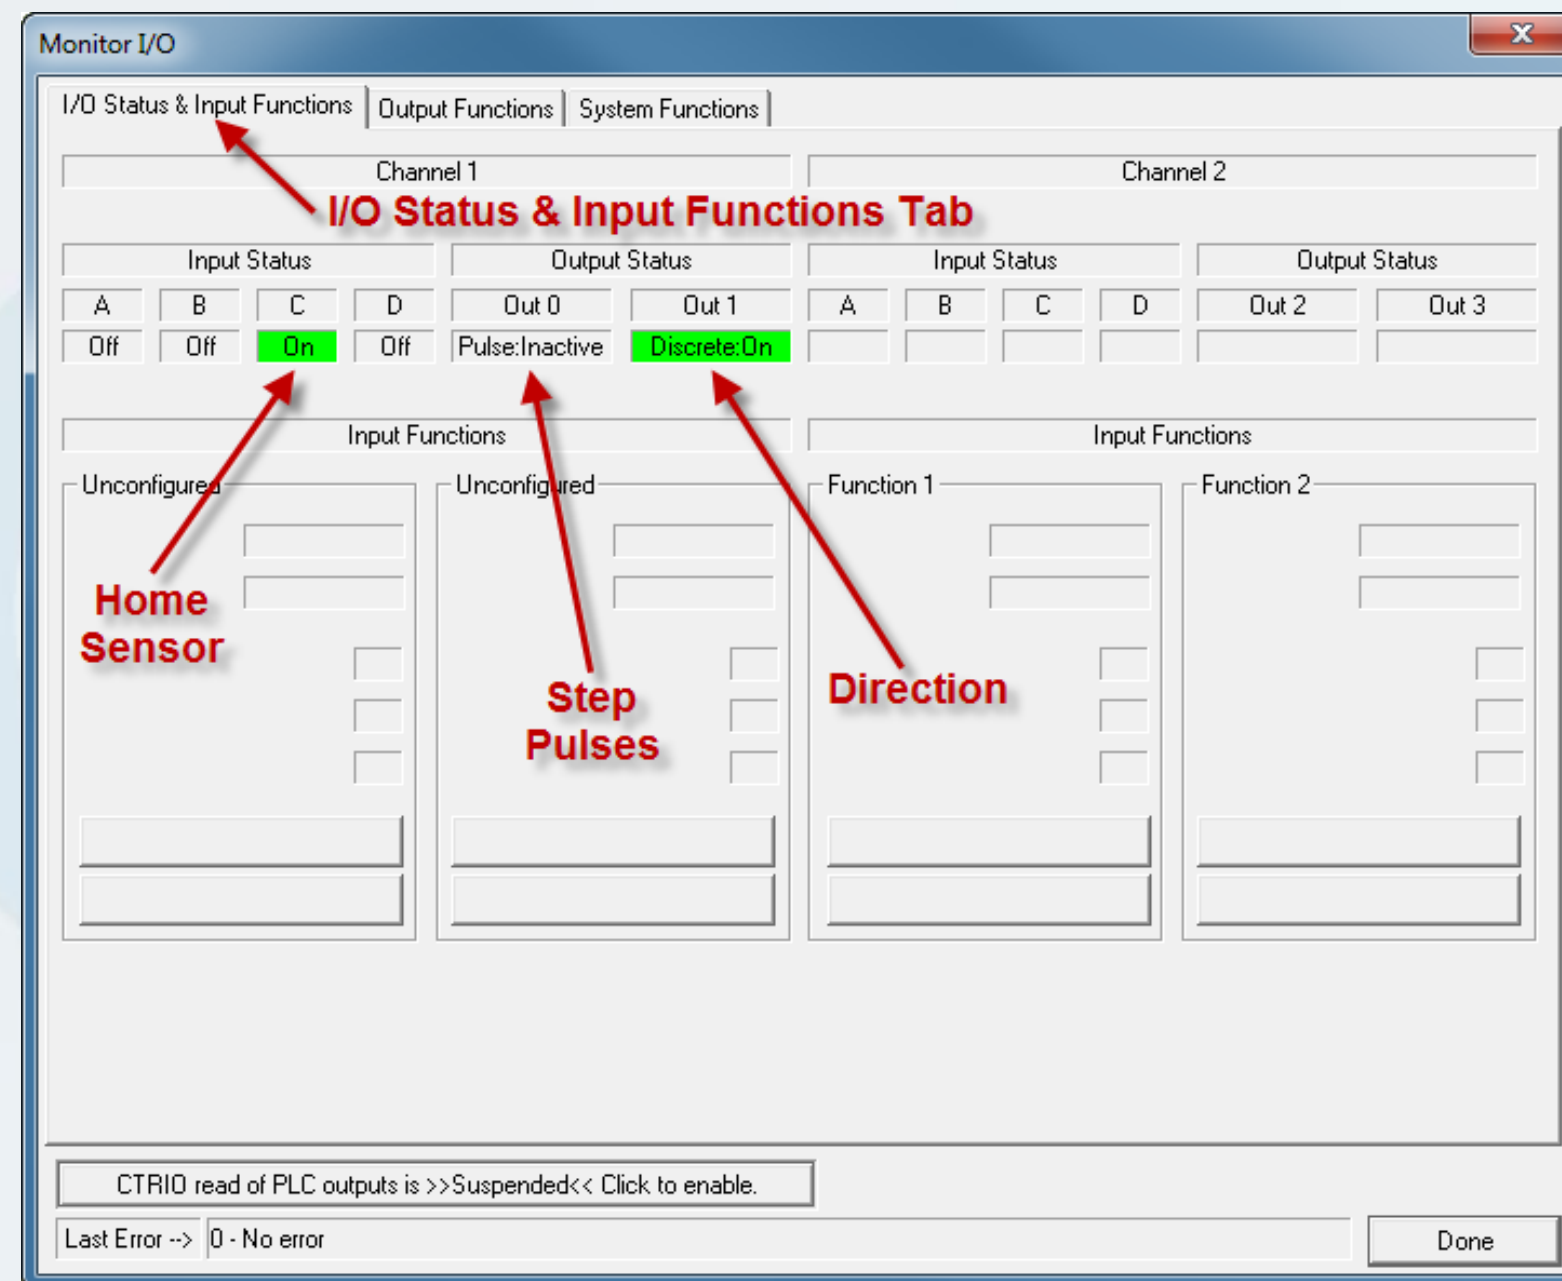 Monitor I/O
I/O Status & Input Functions Output Functions System Functions
Channel 1 Channel 2
I/O Status & Input Functions Tab
Input Status Output Status Input Status Output Status
A B C D Out 0 Out 1 A B C D Out 2 Out 3
Off Off On Off Pulse:Inactive Discrete:On
Input Functions Input Functions
Unconfigured Unconfigured Function 1 Function 2
Home
Sensor
Step
Pulses
Direction
CTRIO read of PLC outputs is >>Suspended<< Click to enable.
Last Error --> 0 - No error
Done